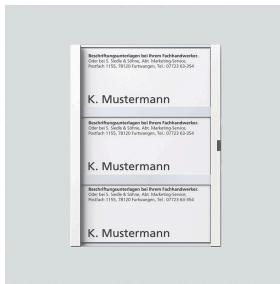 Beschriftungsunterlagen bei Ihrem Fachhandwerker.
Oder bei S. Siedle & Söhne, Abt. Marketing-Service,
Postfach 1155, 78120 Furtwangen, Tel.: 07723 63-354
K. Mustermann
Beschriftungsunterlagen bei Ihrem Fachhandwerker.
Oder bei S. Siedle & Söhne, Abt. Marketing-Service,
Postfach 1155, 78120 Furtwangen, Tel.: 07723 63-354
K. Mustermann
Beschriftungsunterlagen bei Ihrem Fachhandwerker.
Oder bei S. Siedle & Söhne, Abt. Marketing-Service,
Postfach 1155, 78120 Furtwangen, Tel.: 07723 63-354
K. Mustermann